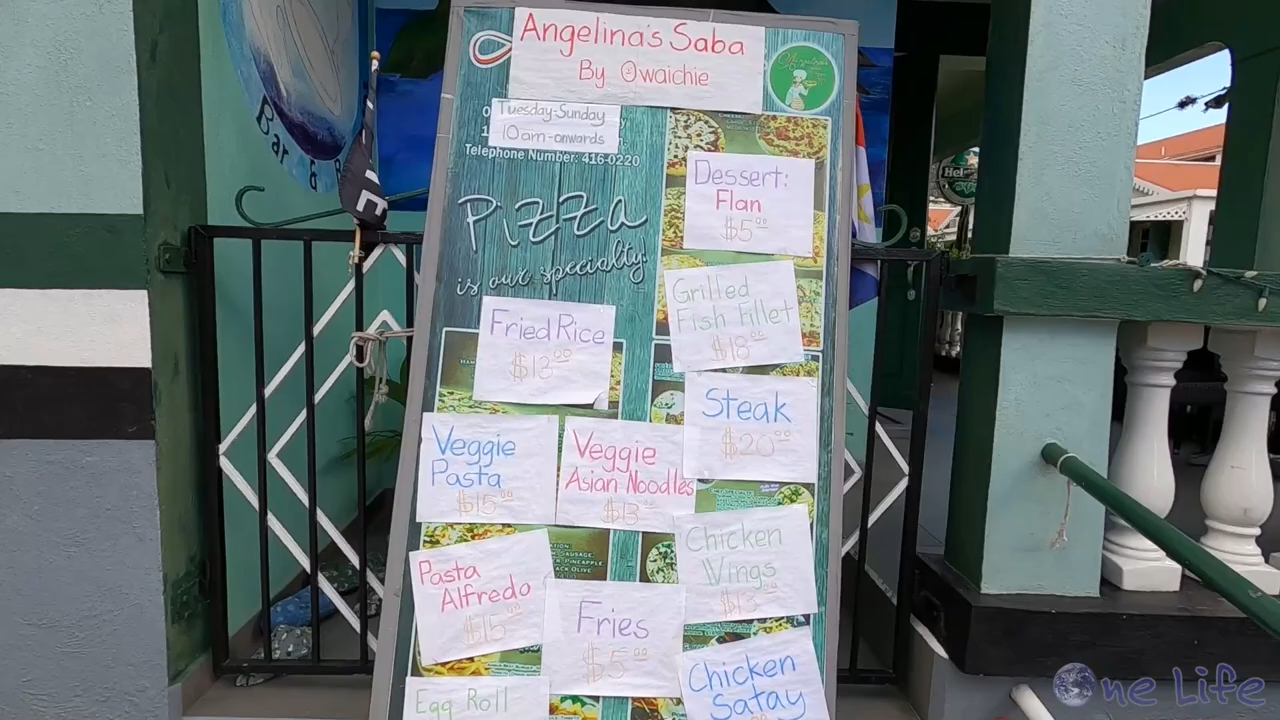 Angelina's Saba
By Owaichie
Tuesday-Sunday
10am-onwards
Telephone Number: 416-0220
Pizza
is our specialty.
Dessert:
Flan
$5.00
Grilled
Fish Fillet
$18.00
Fried Rice
$13.00
Steak
$20.00
Veggie
Pasta
$15.00
Veggie
Asian Noodles
$13.00
Chicken
Wings
$13.00
Pasta
Alfredo
$15.00
Fries
$5.00
Chicken
Satay
Egg Roll
Bar &
One Life